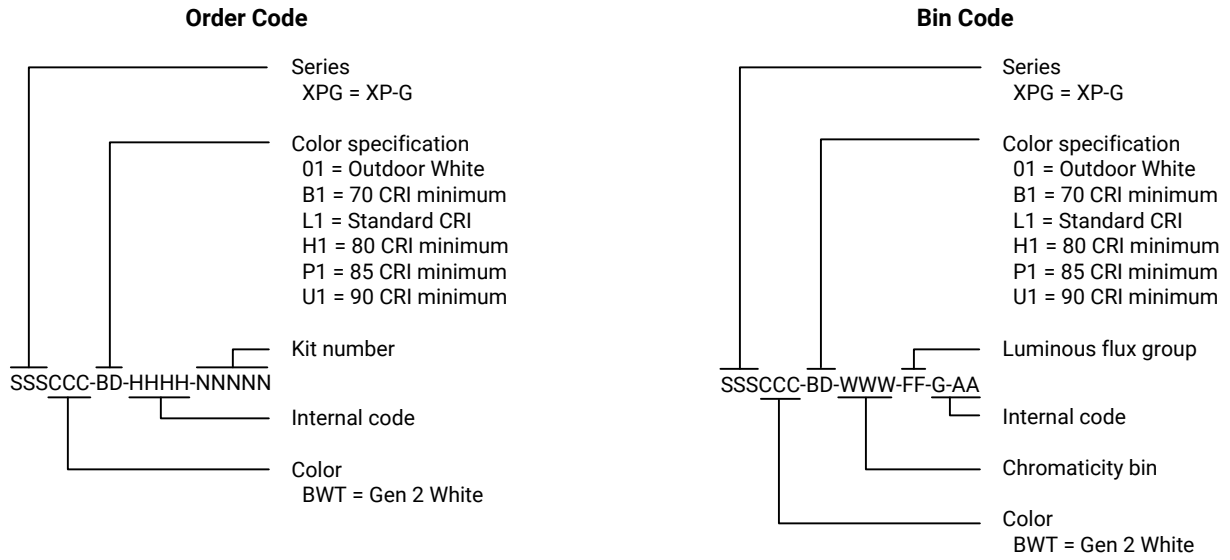 Order Code
Series
XPG = XP-G
Color specification
01 = Outdoor White
B1 = 70 CRI minimum
L1 = Standard CRI
H1 = 80 CRI minimum
P1 = 85 CRI minimum
U1 = 90 CRI minimum
Kit number
SSSCCC-BD-HHHH-NNNNN
Internal code
Color
BWT = Gen 2 White
Bin Code
Series
XPG = XP-G
Color specification
01 = Outdoor White
B1 = 70 CRI minimum
L1 = Standard CRI
H1 = 80 CRI minimum
P1 = 85 CRI minimum
U1 = 90 CRI minimum
Luminous flux group
SSSCCC-BD-WWW-FF-G-AA
Internal code
Chromaticity bin
Color
BWT = Gen 2 White